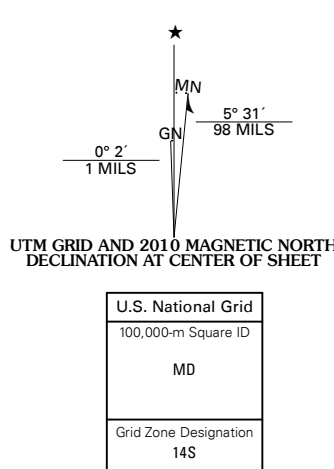 ★
MN
GN
5° 31´
98 MILS
0° 2´
1 MILS
UTM GRID AND 2010 MAGNETIC NORTH
DECLINATION AT CENTER OF SHEET
U.S. National Grid
100,000-m Square ID
MD
Grid Zone Designation
14S